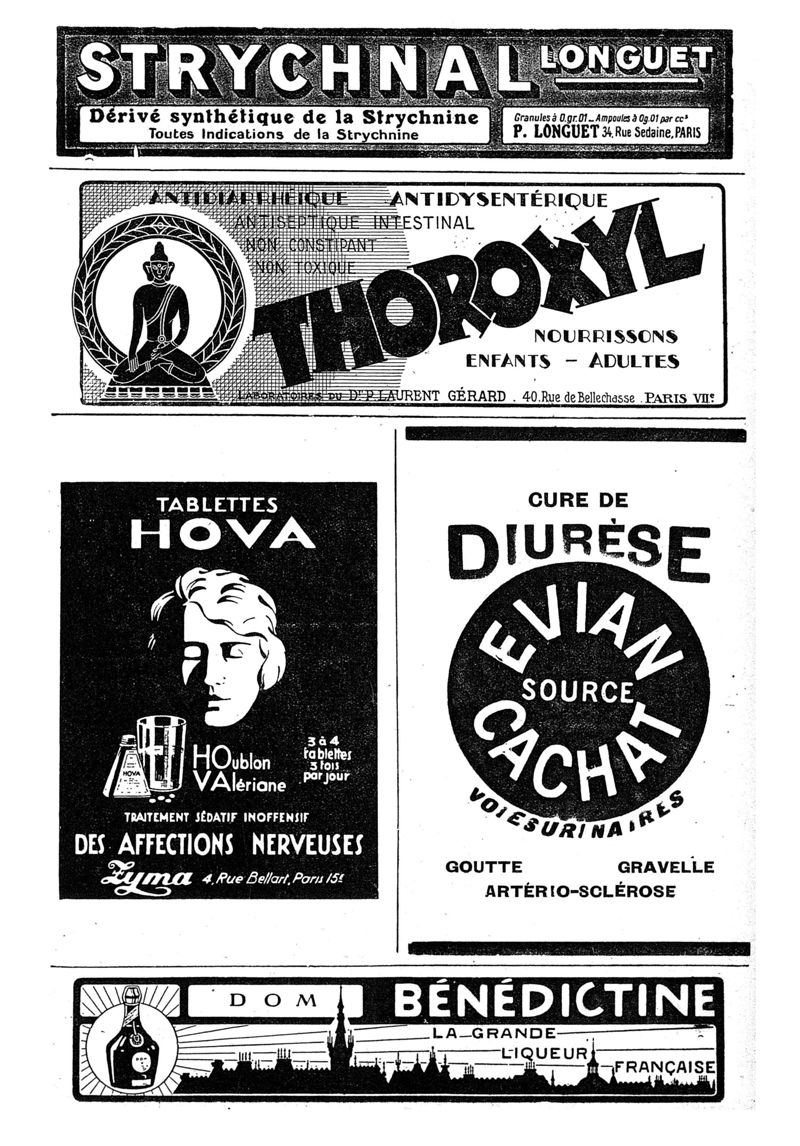 STRYCHNAL LONGUET
Dérivé synthétique de la Strychnine
Toutes Indications de la Strychnine
Granules à 0.gr.01_Ampoules à 0g.01 par cc³
P. LONGUET 34, Rue Sedaine, PARIS
ANTIDIARRHÉIQUE ANTIDYSENTÉRIQUE
ANTISEPTIQUE INTESTINAL
NON CONSTIPANT
NON TOXIQUE
THOROXYL
NOURRISSONS
ENFANTS – ADULTES
LABORATOIRES DU Dr P. LAURENT GÉRARD . 40. Rue de Bellechasse . PARIS VIIe
TABLETTES
HOVA
HOVA
HOublon
VAlériane
3 à 4
tablettes
3 fois
par jour
TRAITEMENT SÉDATIF INOFFENSIF
DES AFFECTIONS NERVEUSES
Zyma 4, Rue Bellart, Paris 15e
CURE DE
DIURÈSE
EVIAN
SOURCE
CACHAT
VOIES URINAIRES
GOUTTE GRAVELLE
ARTÉRIO-SCLÉROSE
DOM BÉNÉDICTINE
LA GRANDE
LIQUEUR
FRANÇAISE